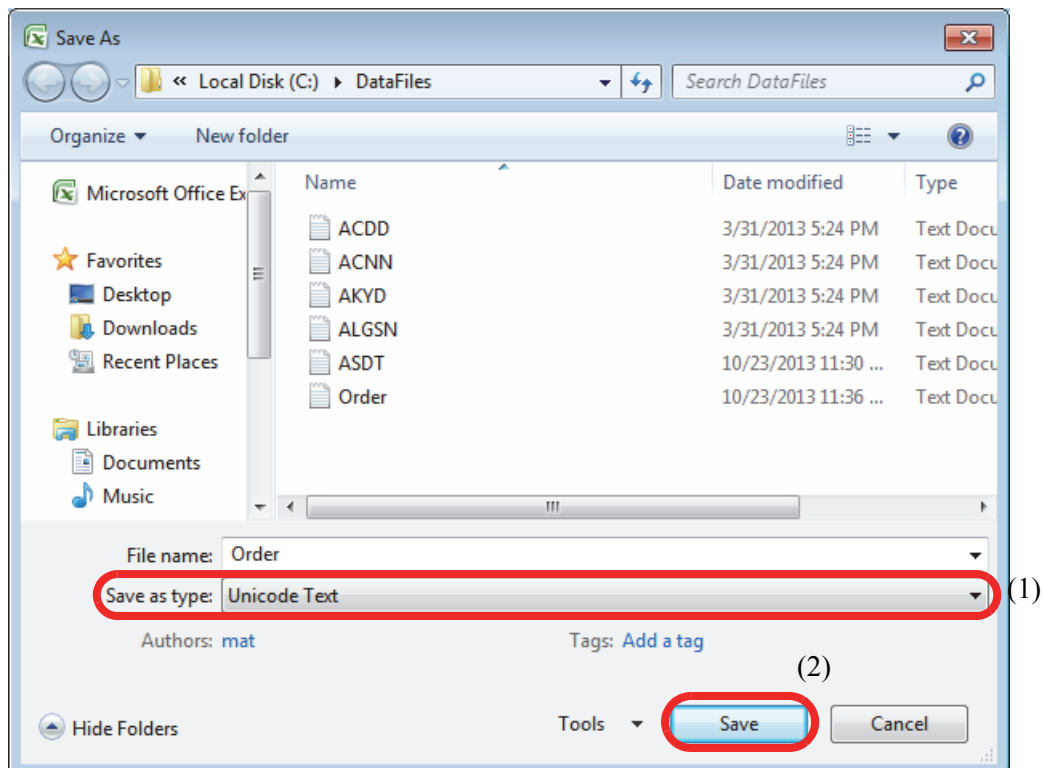 Save As
« Local Disk (C:) DataFiles Search DataFiles
Organize New folder
Name Date modified Type
Microsoft Office Ex
ACDD 3/31/2013 5:24 PM Text Docu
Favorites ACNN 3/31/2013 5:24 PM Text Docu
Desktop AKYD 3/31/2013 5:24 PM Text Docu
Downloads ALGSN 3/31/2013 5:24 PM Text Docu
Recent Places ASDT 10/23/2013 11:30 ... Text Docu
Order 10/23/2013 11:36 ... Text Docu
Libraries
Documents
Music
File name: Order
Save as type: Unicode Text (1)
Authors: mat Tags: Add a tag
(2)
Hide Folders Tools Save Cancel